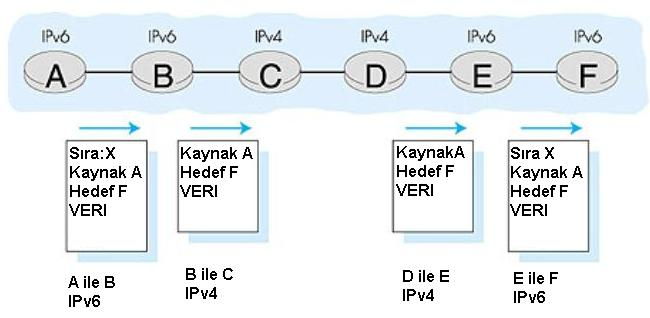 IPv6 IPv6 IPv4 IPv4 IPv6 IPv6
A B C D E F
Sıra:X
Kaynak A
Hedef F
VERI
A ile B
IPv6
Kaynak A
Hedef F
VERI
B ile C
IPv4
KaynakA
Hedef F
VERI
D ile E
IPv4
Sıra X
Kaynak A
Hedef F
VERI
E ile F
IPv6